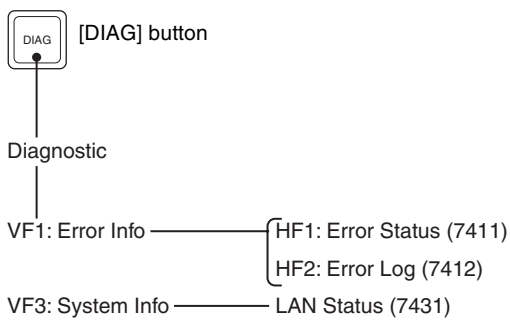 DIAG
[DIAG] button
Diagnostic
VF1: Error Info
HF1: Error Status (7411)
HF2: Error Log (7412)
VF3: System Info
LAN Status (7431)